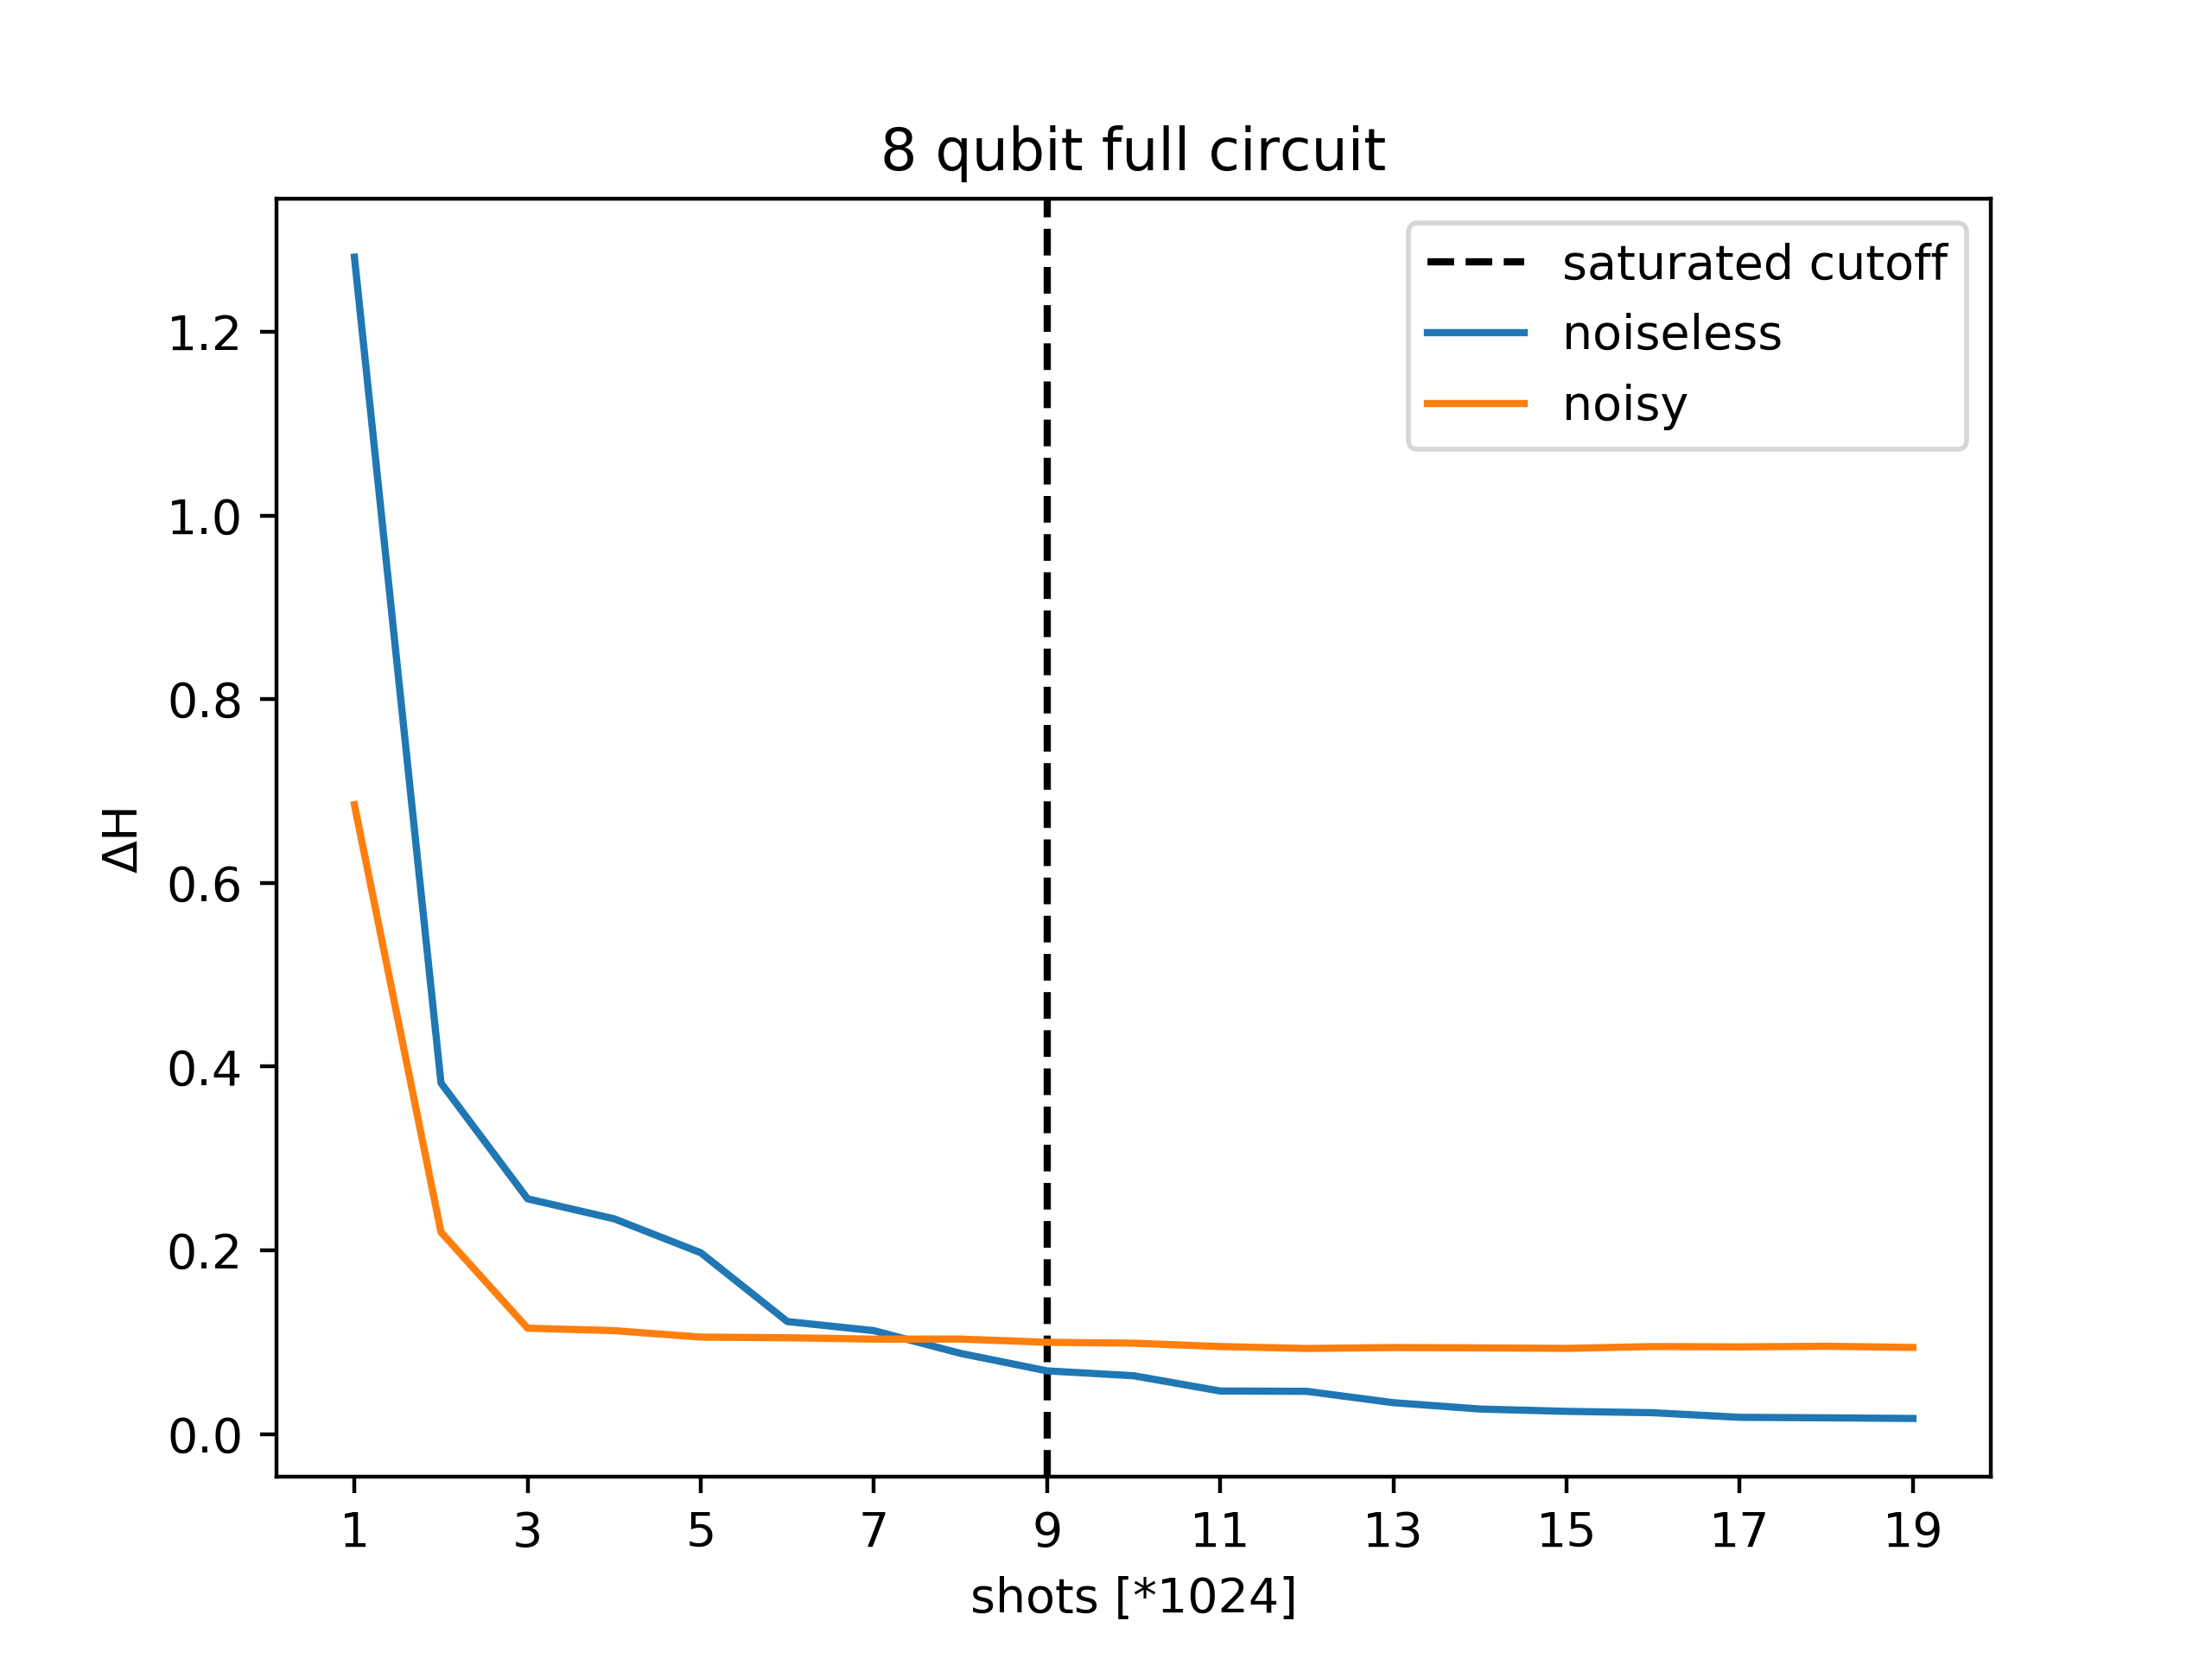 8 qubit full circuit
saturated cutoff
noiseless
noisy
1.2
1.0
0.8
0.6
0.4
0.2
0.0
ΔH
1 3 5 7 9 11 13 15 17 19
shots [*1024]